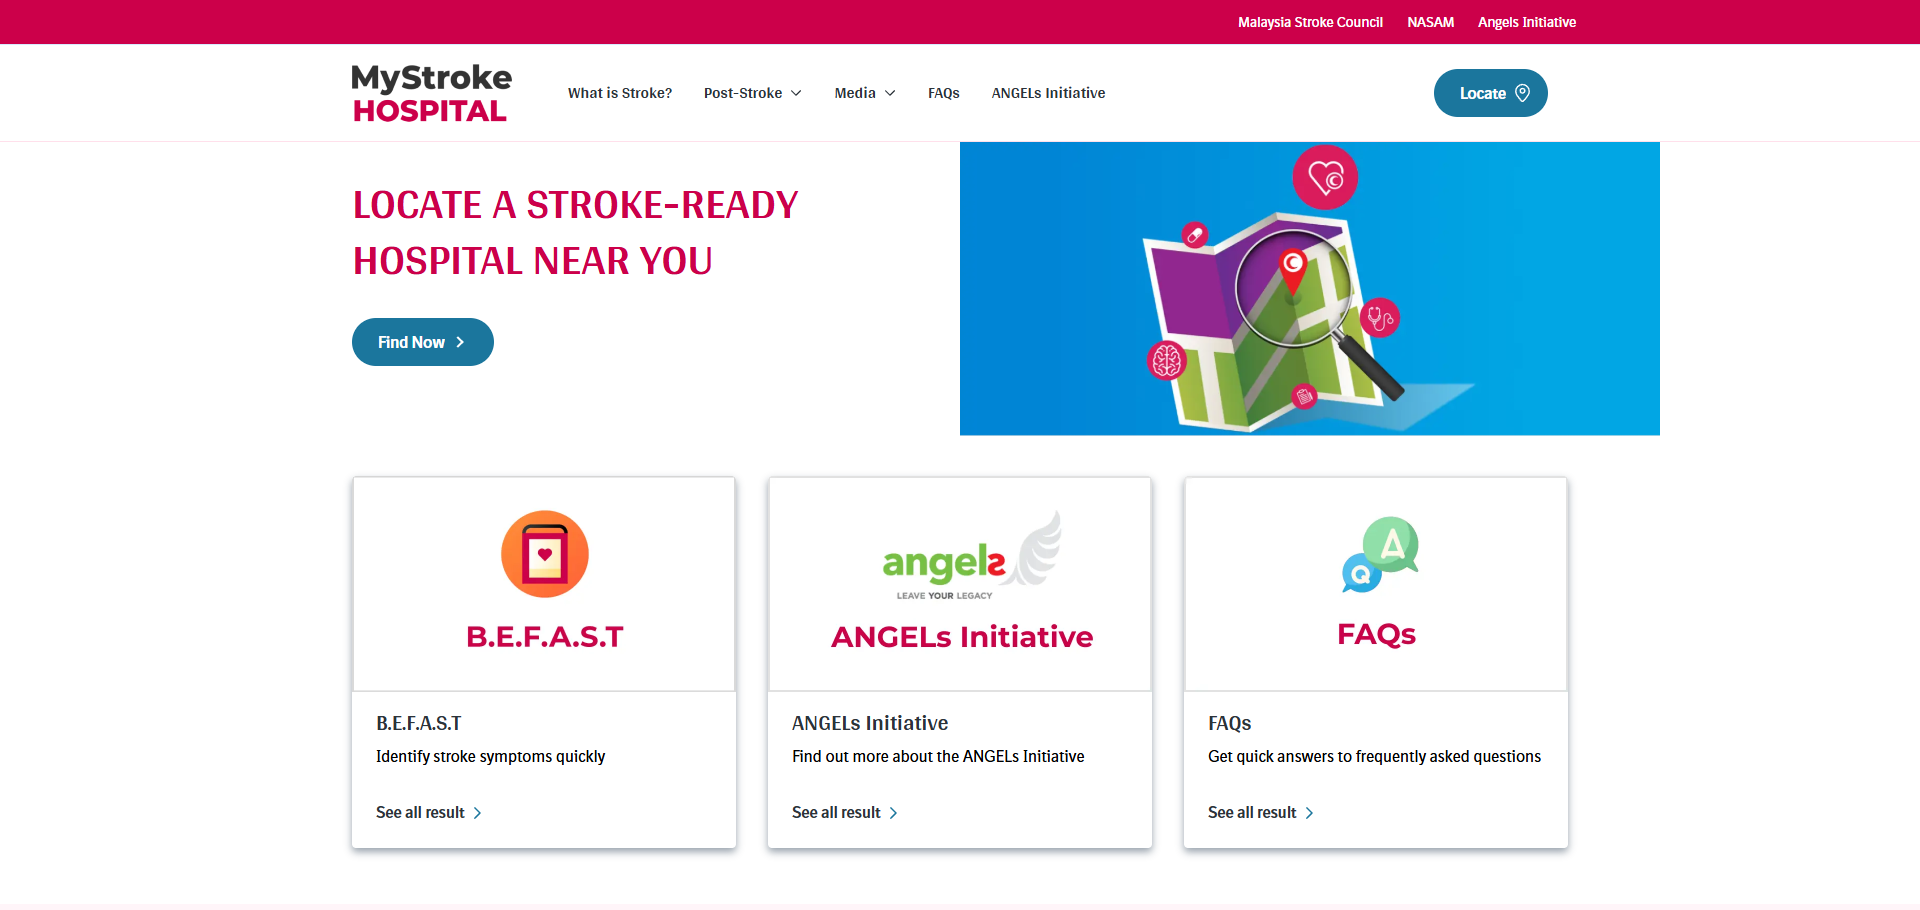 Malaysia Stroke Council NASAM Angels Initiative
MyStroke
HOSPITAL
What is Stroke? Post-Stroke Media FAQs ANGELs Initiative
Locate
LOCATE A STROKE-READY
HOSPITAL NEAR YOU
Find Now
B.E.F.A.S.T
B.E.F.A.S.T
Identify stroke symptoms quickly
See all result
angels
LEAVE YOUR LEGACY
ANGELs Initiative
ANGELs Initiative
Find out more about the ANGELs Initiative
See all result
Q A
FAQs
FAQs
Get quick answers to frequently asked questions
See all result